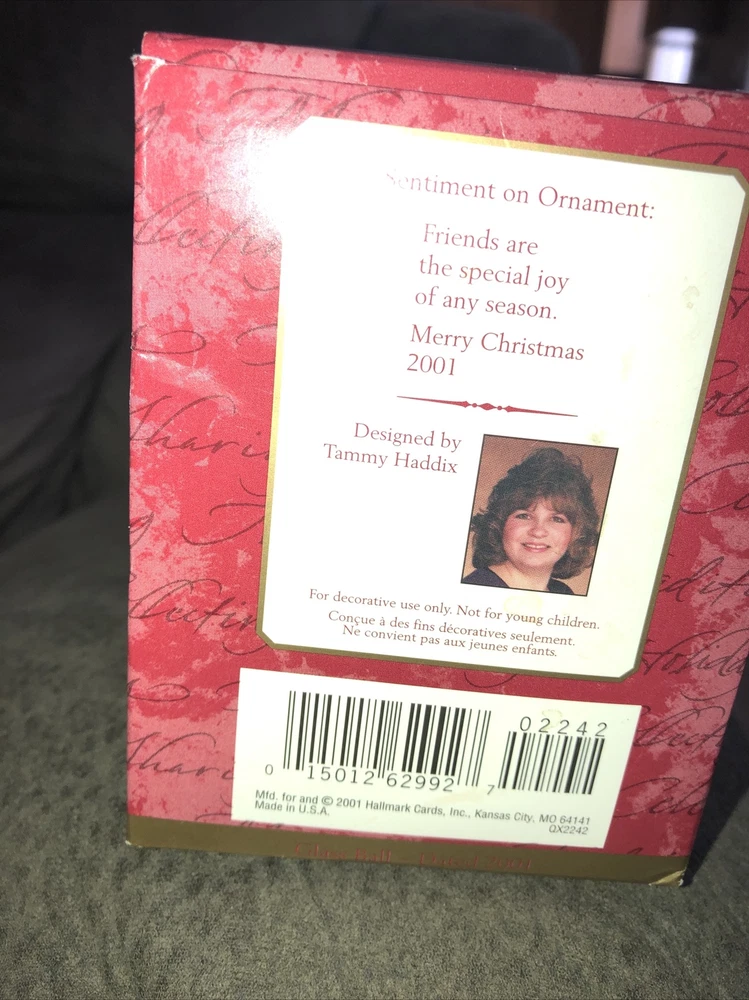 Sentiment on Ornament:
Friends are
the special joy
of any season.
Merry Christmas
2001
Designed by
Tammy Haddix
For decorative use only. Not for young children.
Conçue à des fins décoratives seulement.
Ne convient pas aux jeunes enfants.
02242
0 15012 62992 7
Mfd. for and © 2001 Hallmark Cards, Inc., Kansas City, MO 64141
Made in U.S.A.
QX2242